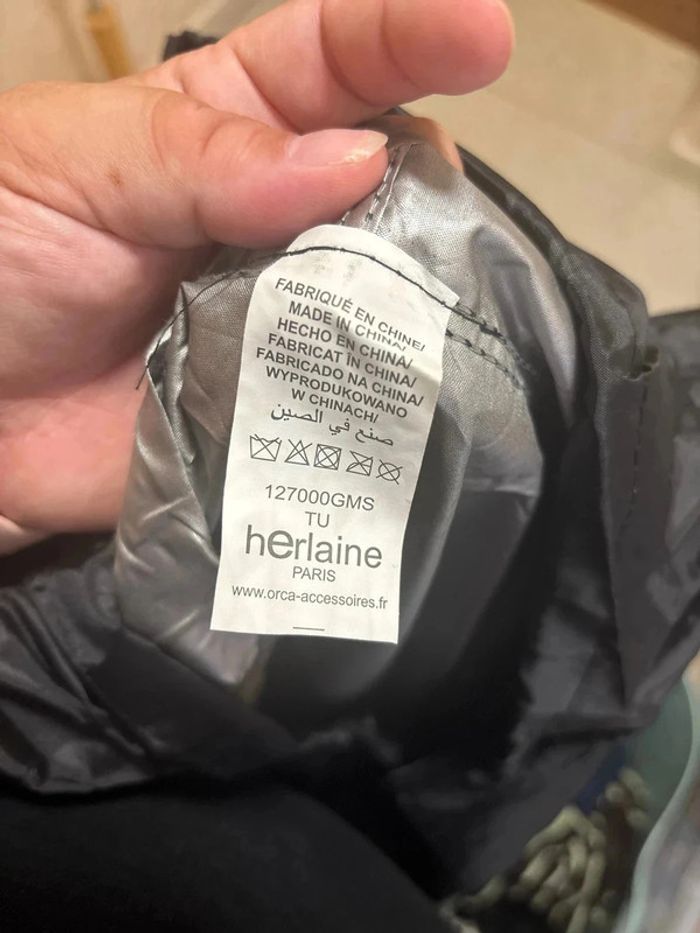 FABRIQUÉ EN CHINE/
MADE IN CHINA/
HECHO EN CHINA/
FABRICAT ÎN CHINA/
FABRICADO NA CHINA/
WYPRODUKOWANO
W CHINACH/
صنع في الصين
127000GMS
TU
herlaine
PARIS
www.orca-accessoires.fr